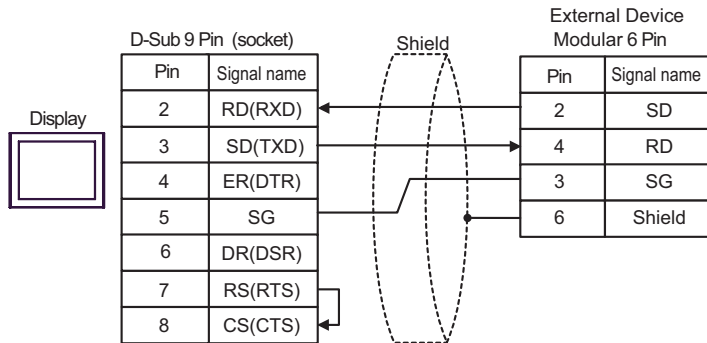 External Device
D-Sub 9 Pin (socket)
Shield
Modular 6 Pin
Pin Signal name
Pin Signal name
Display
2 RD(RXD)
2 SD
3 SD(TXD)
4 RD
4 ER(DTR)
3 SG
5 SG
6 Shield
6 DR(DSR)
7 RS(RTS)
8 CS(CTS)